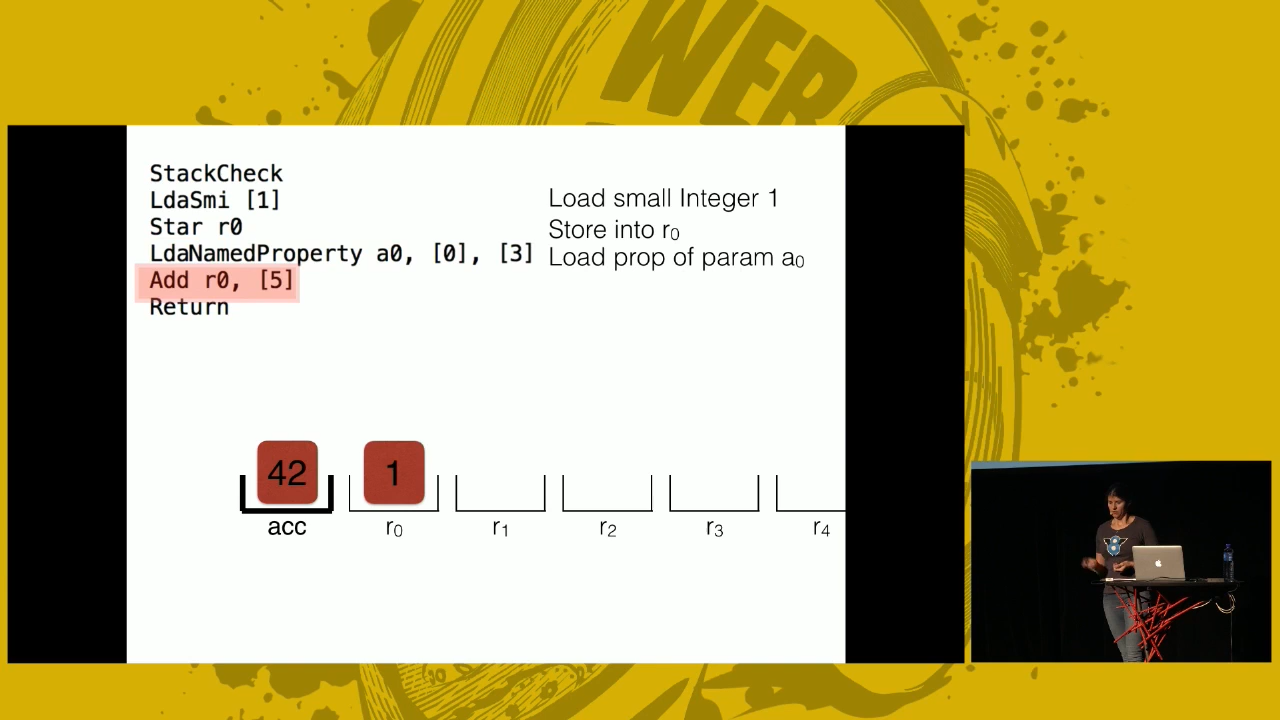 WEB
StackCheck
LdaSmi [1]
Star r0
LdaNamedProperty a0, [0], [3]
Add r0, [5]
Return
Load small Integer 1
Store into r0
Load prop of param a0
42
1
acc
r0
r1
r2
r3
r4